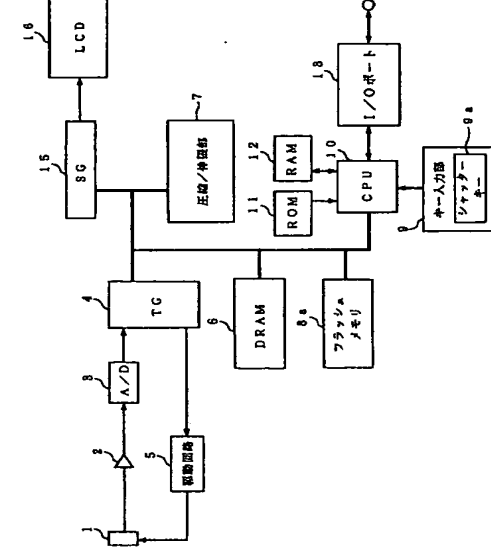 1
2
3
A/D
4
TG
5
駆動回路
6
DRAM
8a
フラッシュ
メモリ
15
SG
16
LCD
7
圧縮/伸張部
11
ROM
12
RAM
10
CPU
18
I/Oポート
9
キー入力部
9a
シャッター
キー